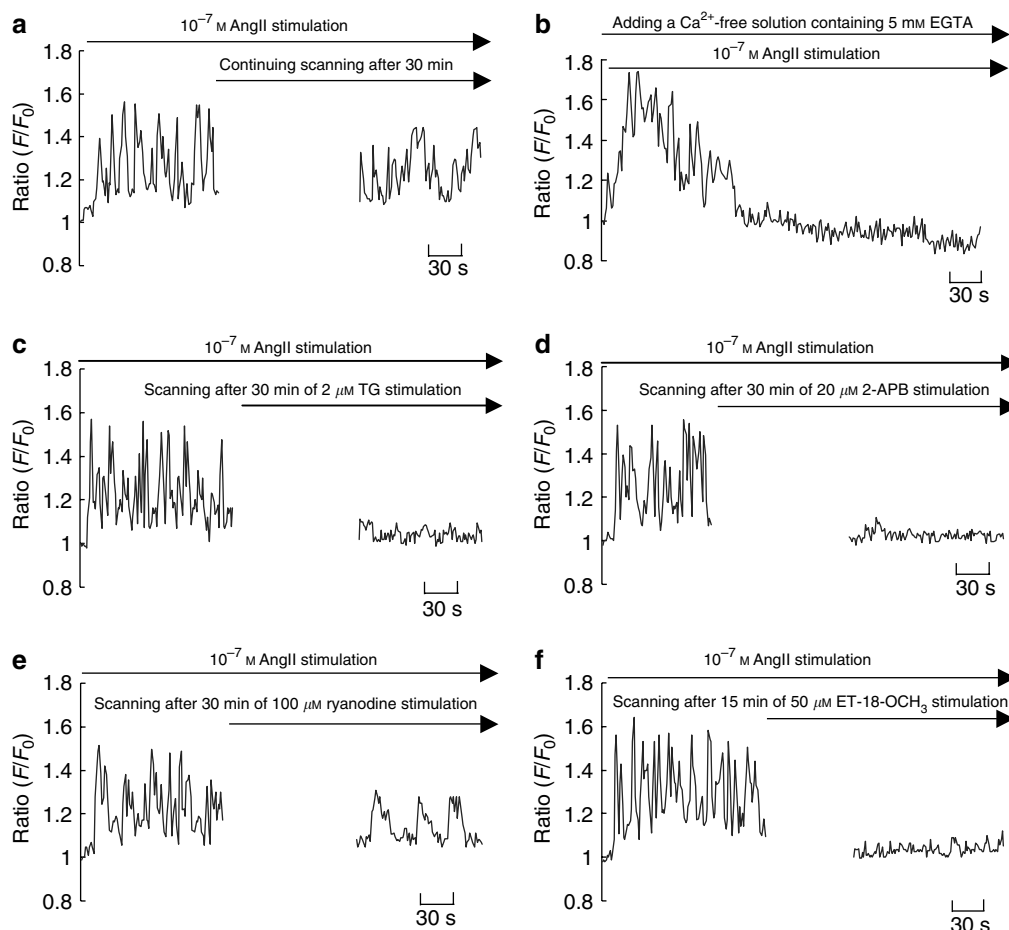 a
10⁻⁷ M AngII stimulation
Continuing scanning after 30 min
Ratio (F/F₀)
1.8
1.6
1.4
1.2
1
0.8
30 s
b
Adding a Ca²⁺-free solution containing 5 mM EGTA
10⁻⁷ M AngII stimulation
Ratio (F/F₀)
1.8
1.6
1.4
1.2
1
0.8
30 s
c
10⁻⁷ M AngII stimulation
Scanning after 30 min of 2 μM TG stimulation
Ratio (F/F₀)
1.8
1.6
1.4
1.2
1
0.8
30 s
d
10⁻⁷ M AngII stimulation
Scanning after 30 min of 20 μM 2-APB stimulation
Ratio (F/F₀)
1.8
1.6
1.4
1.2
1
0.8
30 s
e
10⁻⁷ M AngII stimulation
Scanning after 30 min of 100 μM ryanodine stimulation
Ratio (F/F₀)
1.8
1.6
1.4
1.2
1
0.8
30 s
f
10⁻⁷ M AngII stimulation
Scanning after 15 min of 50 μM ET-18-OCH₃ stimulation
Ratio (F/F₀)
1.8
1.6
1.4
1.2
1
0.8
30 s